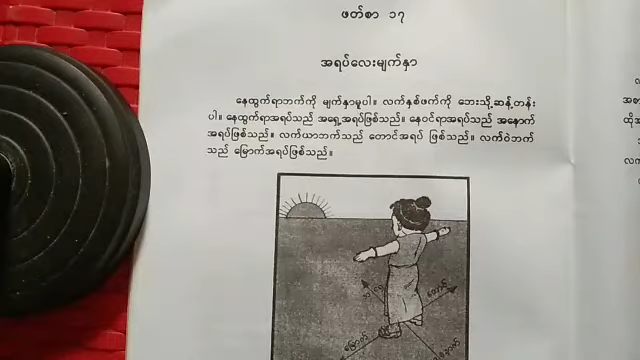 ဖတ်စာ ၁၇
အရပ်လေးမျက်နှာ
နေထွက်ရာဘက်ကို မျက်နှာမူပါ။ လက်နှစ်ဖက်ကို ဘေးသို့ဆန့်တန်း
ပါ။ နေထွက်ရာအရပ်သည် အရှေ့အရပ်ဖြစ်သည်။ နေဝင်ရာအရပ်သည် အနောက်
အရပ်ဖြစ်သည်။ လက်ယာဘက်သည် တောင်အရပ် ဖြစ်သည်။ လက်ဝဲဘက်
သည် မြောက်အရပ်ဖြစ်သည်။
တောင်
မြောက်